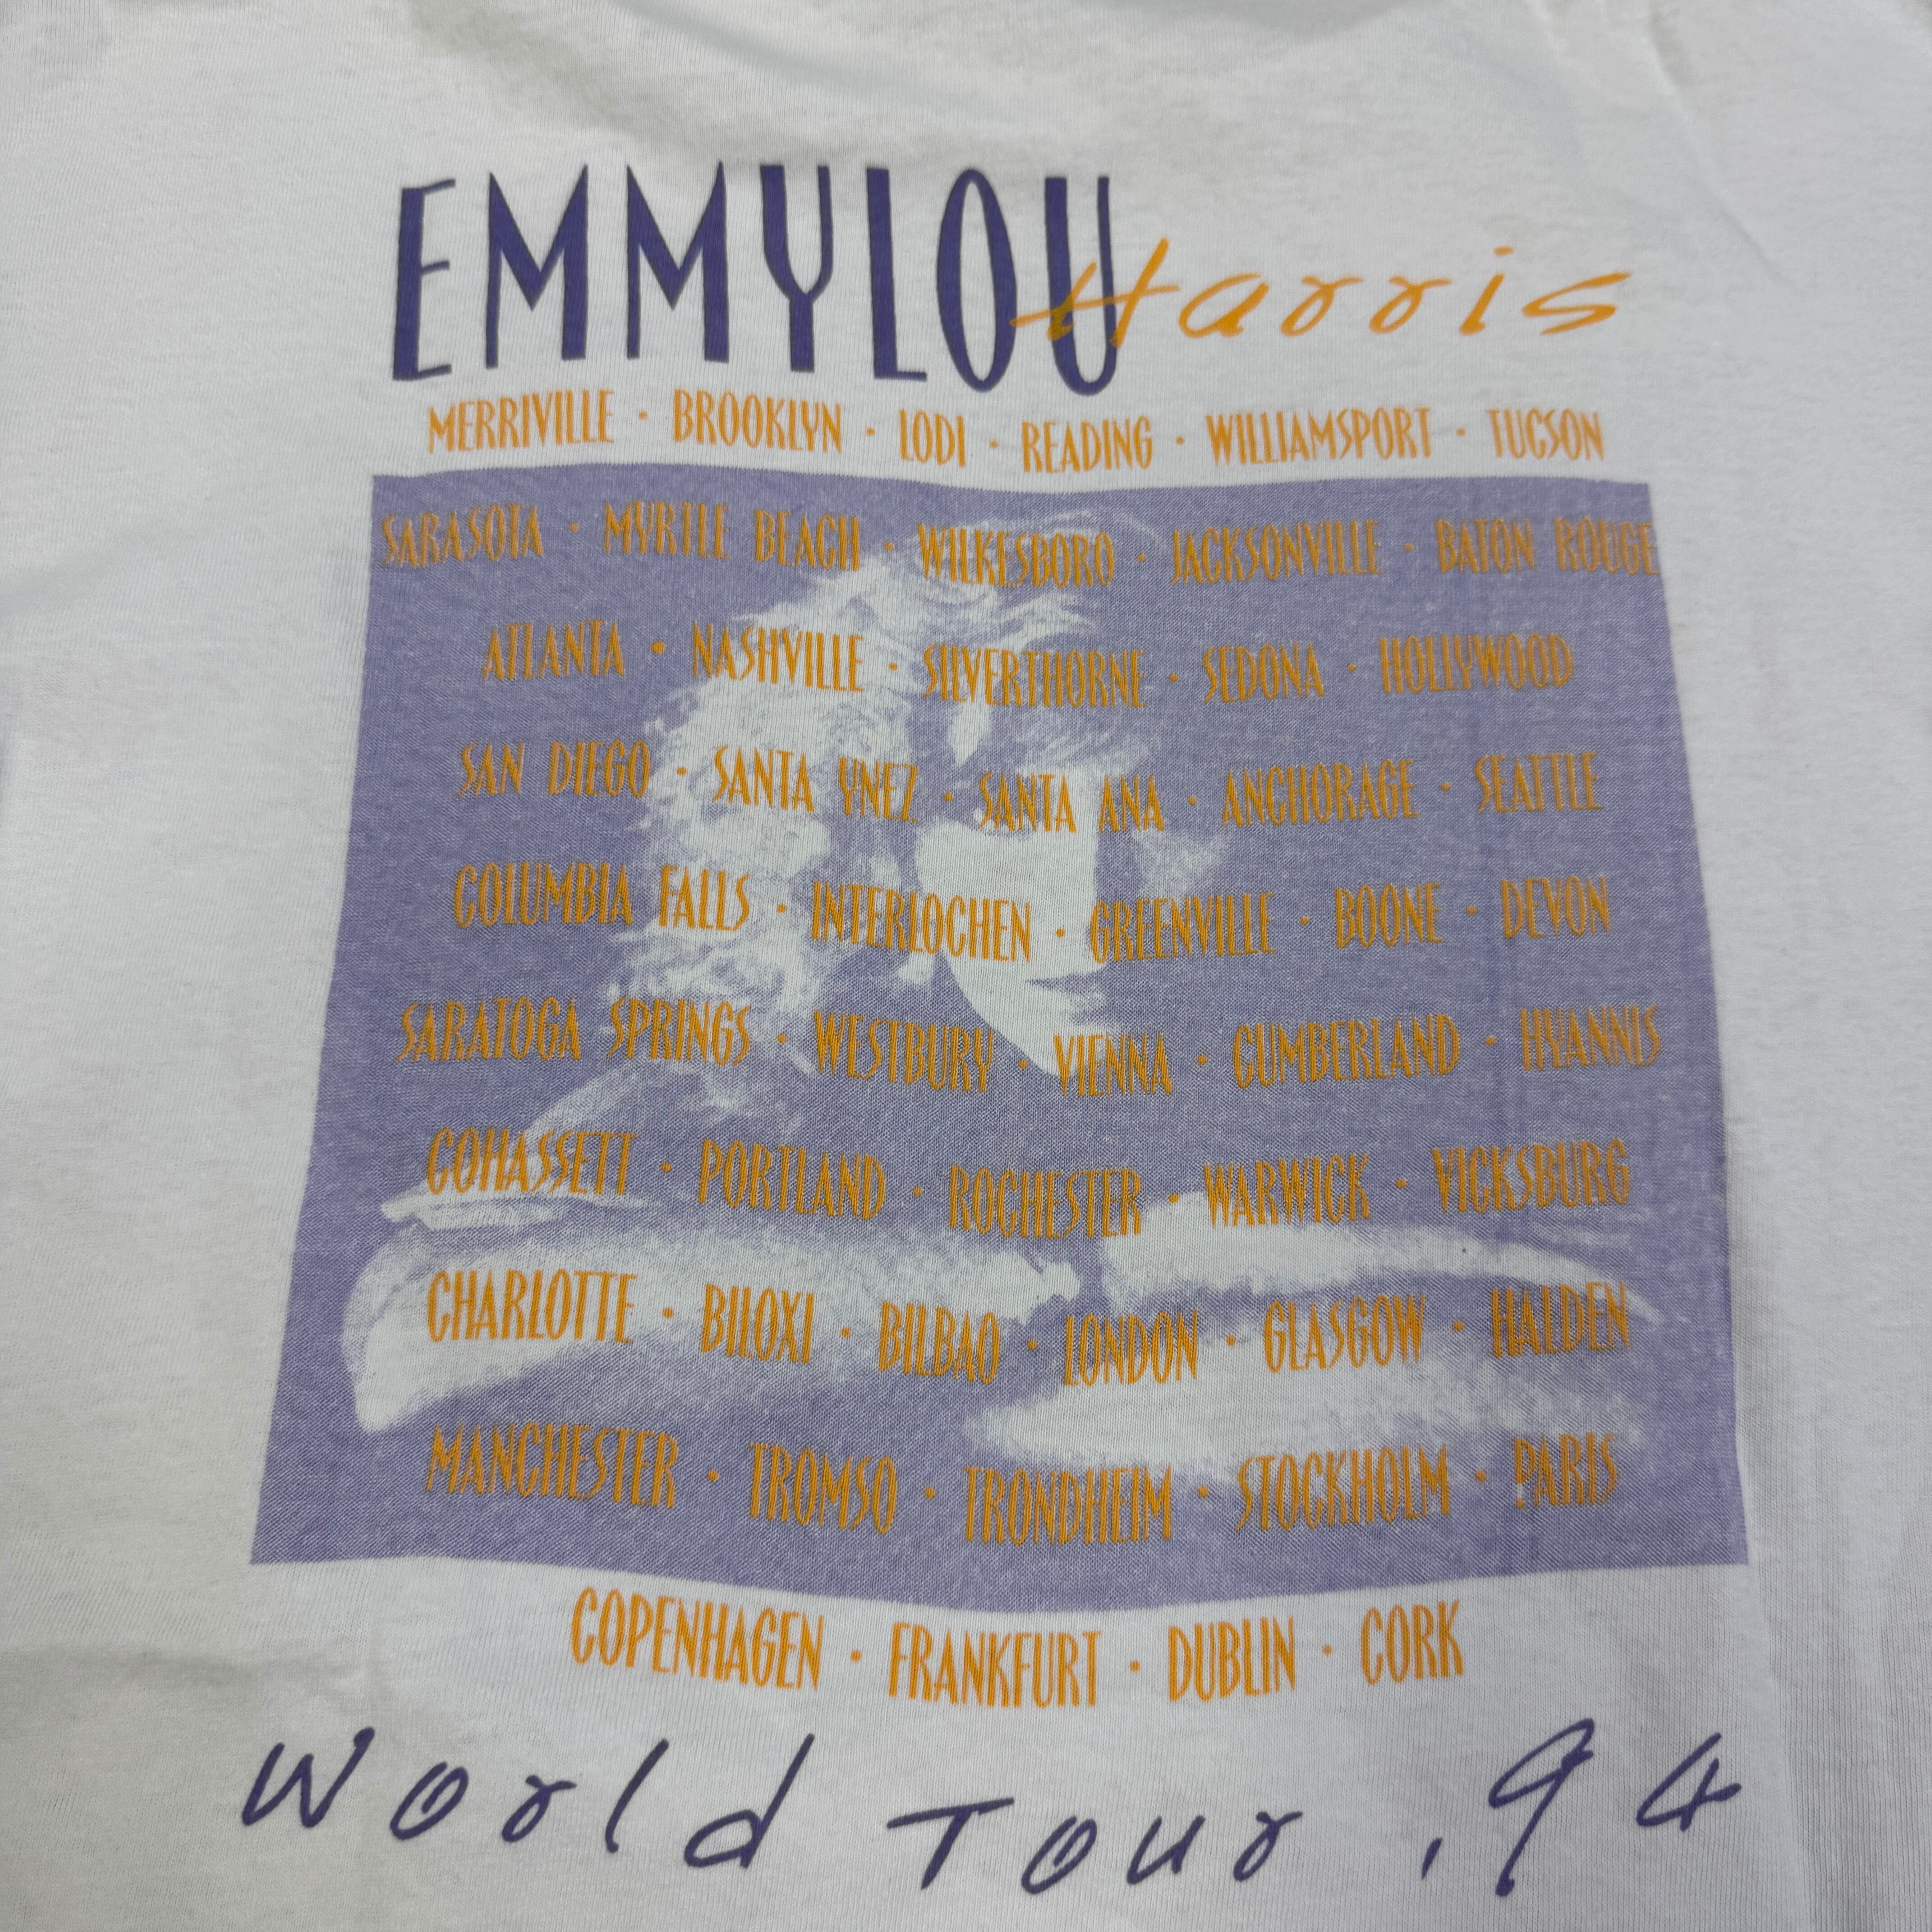 EMMYLOU Harris
MERRIVILLE · BROOKLYN · LODI · READING · WILLIAMSPORT · TUCSON
SARASOTA · MYRTLE BEACH · WILKESBORO · JACKSONVILLE · BATON ROUGE
ATLANTA · NASHVILLE · SILVERTHORNE · SEDONA · HOLLYWOOD
SAN DIEGO · SANTA YNEZ · SANTA ANA · ANCHORAGE · SEATTLE
COLUMBIA FALLS · INTERLOCHEN · GREENVILLE · BOONE · DEVON
SARATOGA SPRINGS · WESTBURY · VIENNA · CUMBERLAND · HYANNIS
COHASSETT · PORTLAND · ROCHESTER · WARWICK · VICKSBURG
CHARLOTTE · BILOXI · BILBAO · LONDON · GLASGOW · HALDEN
MANCHESTER · TROMSO · TRONDHEIM · STOCKHOLM · PARIS
COPENHAGEN · FRANKFURT · DUBLIN · CORK
World Tour '94